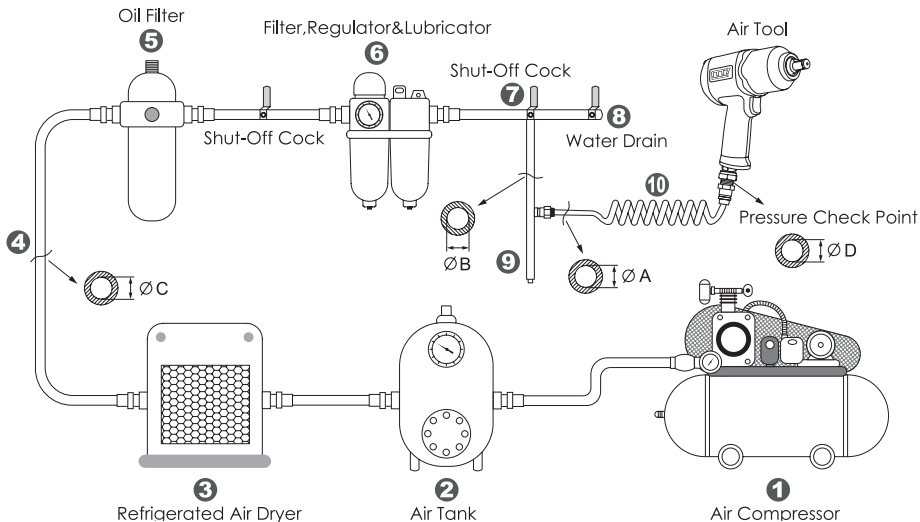 Oil Filter
5
Filter,Regulator&Lubricator
6
Air Tool
Shut-Off Cock
7
8
Shut-Off Cock
Water Drain
10
Pressure Check Point
4
ØB
9
ØA
ØD
ØC
3
Refrigerated Air Dryer
2
Air Tank
1
Air Compressor